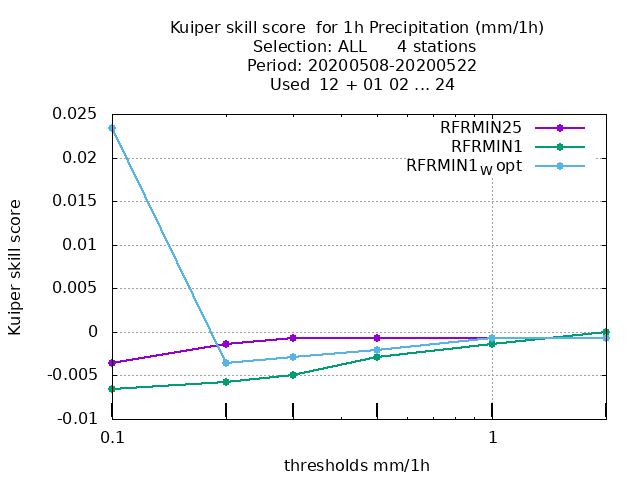 Kuiper skill score  for 1h Precipitation (mm/1h)
Selection: ALL      4 stations
Period: 20200508-20200522
Used  12 + 01 02 ... 24
RFRMIN25
RFRMIN1
RFRMIN1_W opt
0.025
0.02
0.015
0.01
0.005
0
-0.005
-0.01
Kuiper skill score
0.1
1
thresholds mm/1h